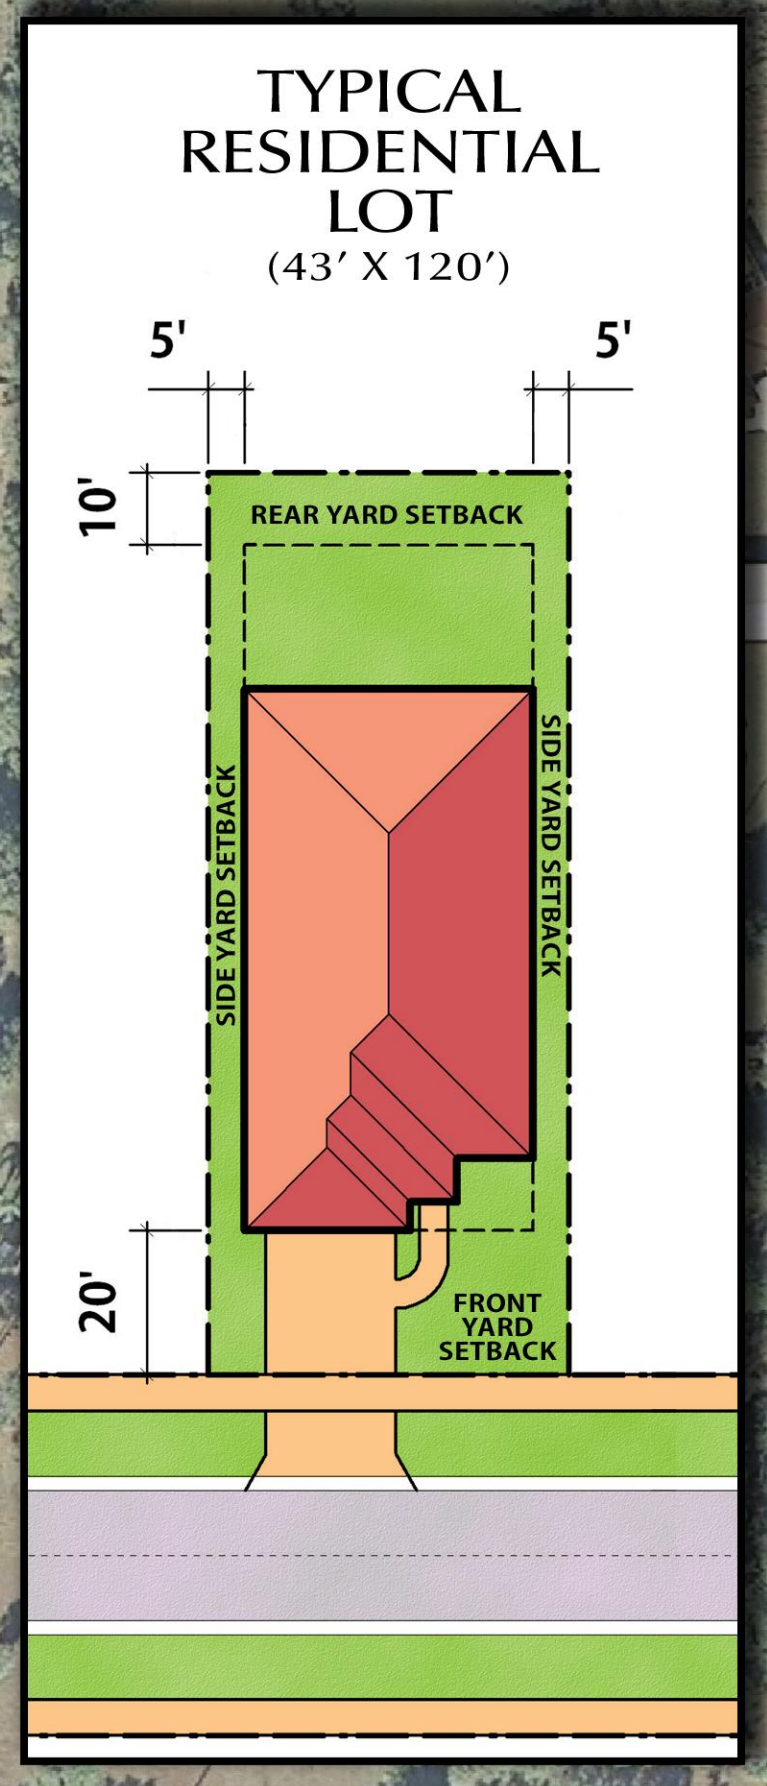 TYPICAL
RESIDENTIAL
LOT
(43' X 120')
5'
5'
10'
REAR YARD SETBACK
SIDE YARD SETBACK
SIDE YARD SETBACK
20'
FRONT
YARD
SETBACK